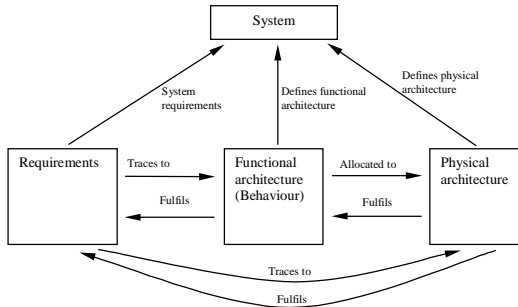 System
System
requirements
Defines functional
architecture
Defines physical
architecture
Requirements
Traces to
Functional
architecture
(Behaviour)
Allocated to
Physical
architecture
Fulfils
Fulfils
Traces to
Fulfils